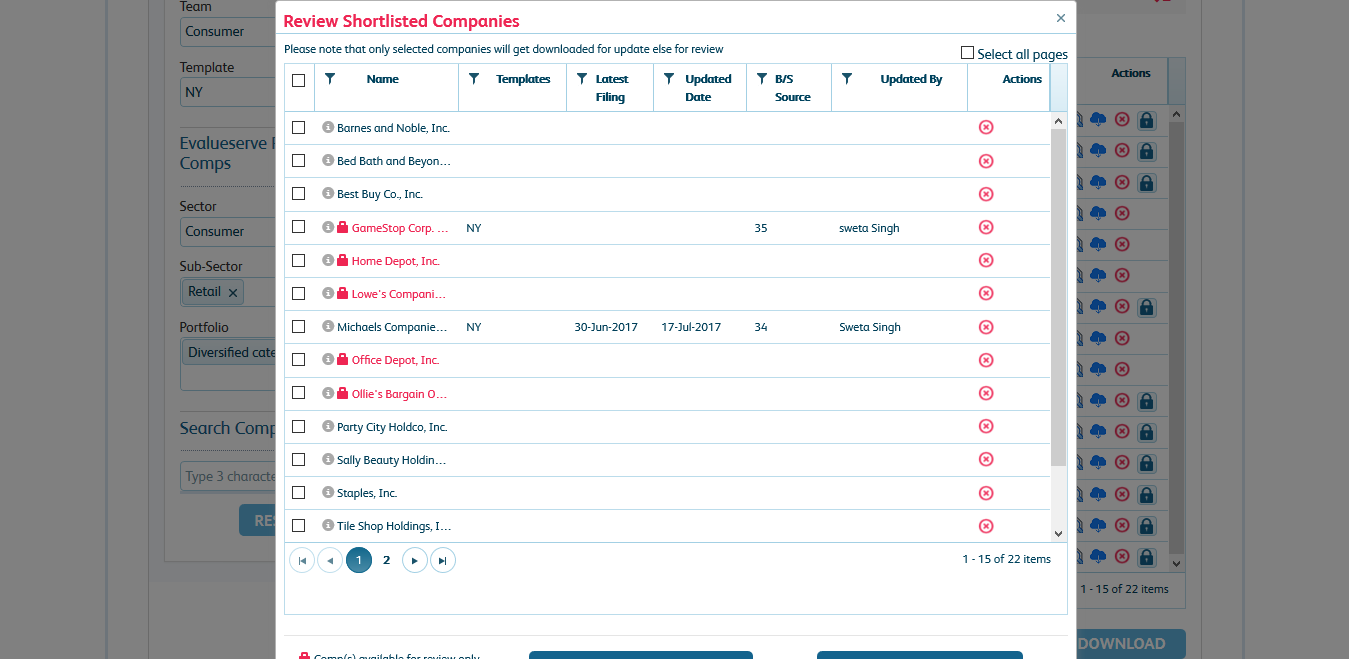 Team
Consumer
Template
NY
Evalueserve
Comps
Sector
Consumer
Sub-Sector
Retail ×
Portfolio
Diversified cate
Search Comp
Type 3 characte
RES
Review Shortlisted Companies
×
Please note that only selected companies will get downloaded for update else for review
Select all pages
Name Templates Latest Filing Updated Date B/S Source Updated By Actions
Barnes and Noble, Inc.
Bed Bath and Beyon...
Best Buy Co., Inc.
GameStop Corp. ... NY 35 sweta Singh
Home Depot, Inc.
Lowe's Compani...
Michaels Companie... NY 30-Jun-2017 17-Jul-2017 34 Sweta Singh
Office Depot, Inc.
Ollie's Bargain O...
Party City Holdco, Inc.
Sally Beauty Holdin...
Staples, Inc.
Tile Shop Holdings, I...
1 2
1 - 15 of 22 items
Comp(s) available for review only
Actions
1 - 15 of 22 items
DOWNLOAD